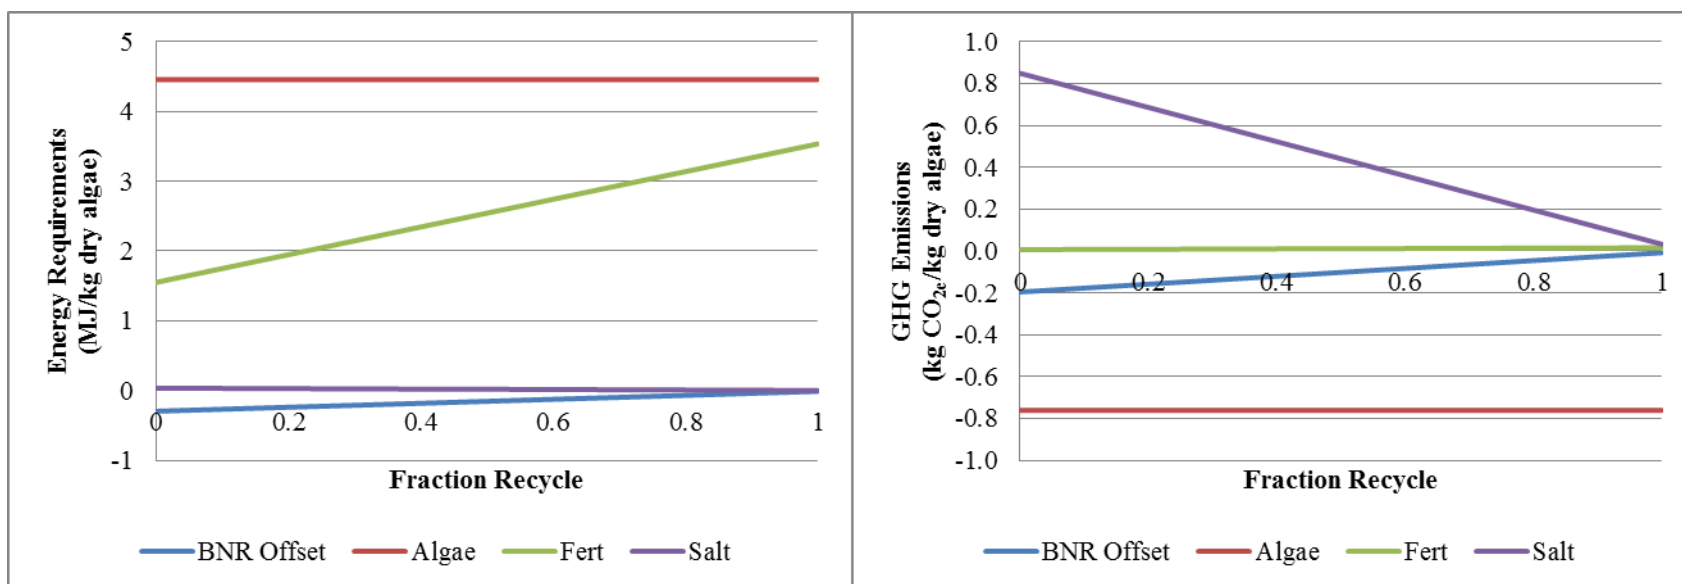 5
4
3
2
1
0
-1
Energy Requirements
(MJ/kg dry algae)
0 0.2 0.4 0.6 0.8 1
Fraction Recycle
BNR Offset Algae Fert Salt
1.0
0.8
0.6
0.4
0.2
0.0
-0.2
-0.4
-0.6
-0.8
-1.0
GHG Emissions
(kg CO2e/kg dry algae)
0 0.2 0.4 0.6 0.8 1
Fraction Recycle
BNR Offset Algae Fert Salt